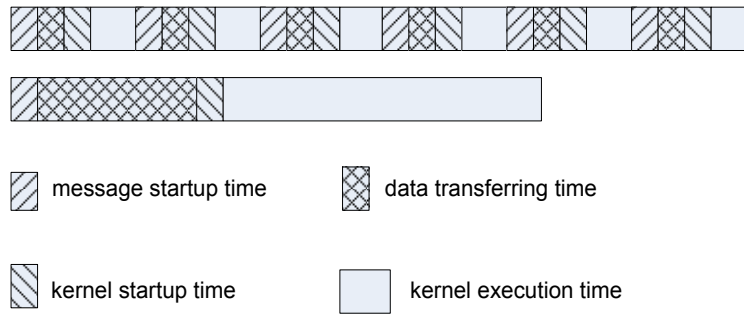 message startup time
data transferring time
kernel startup time
kernel execution time